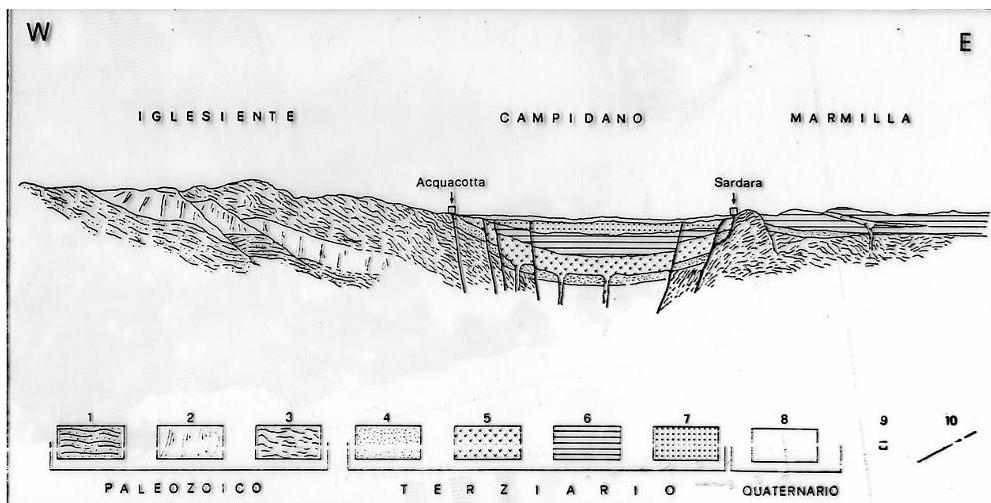 W E
IGLESIENTE CAMPIDANO MARMILLA
Acquacotta Sardara
1 2 3 4 5 6 7 8 9 10
PALEOZOICO TERZIARIO QUATERNARIO